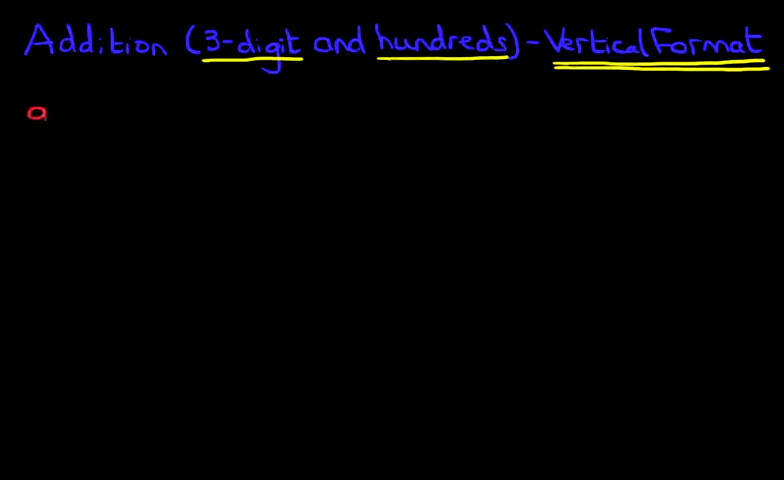 Addition (3-digit and hundreds) - Vertical Format
a